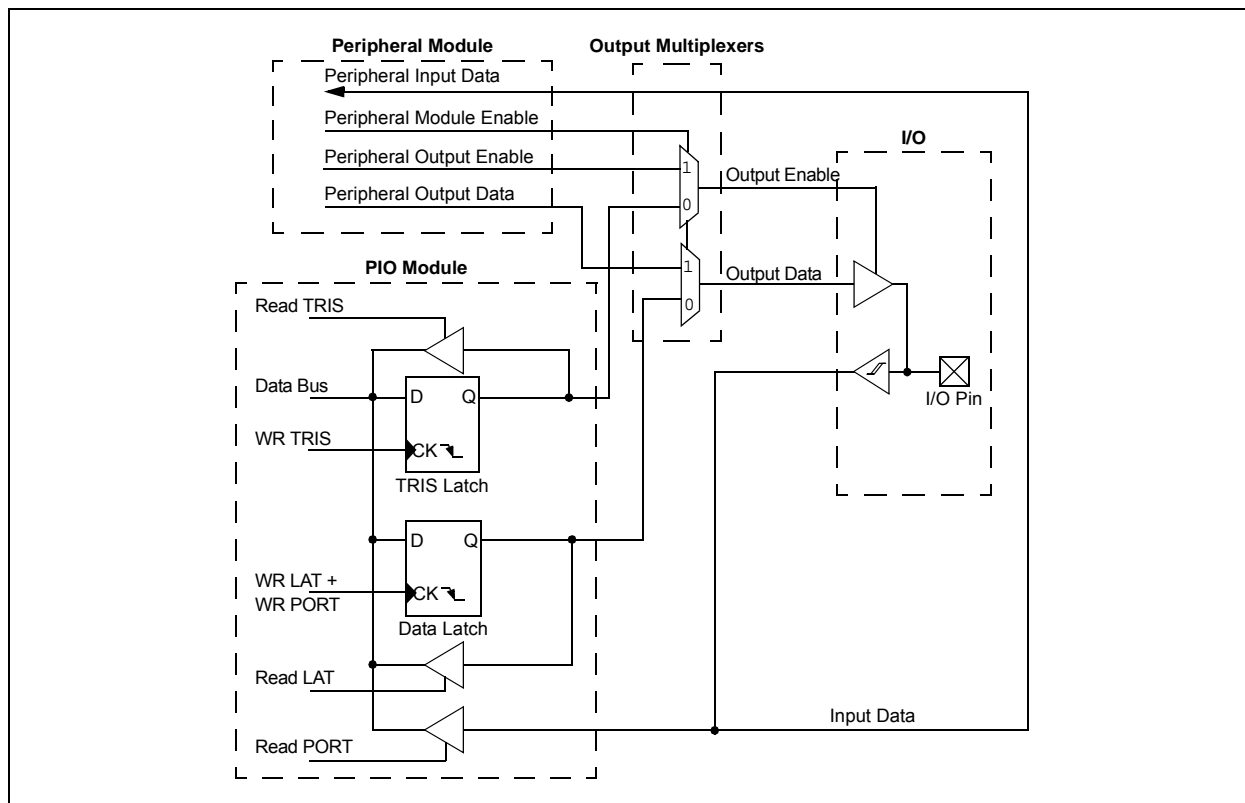 Peripheral Module
Output Multiplexers
Peripheral Input Data
Peripheral Module Enable
Peripheral Output Enable
Peripheral Output Data
1
0
1
0
Output Enable
Output Data
I/O
I/O Pin
PIO Module
Read TRIS
Data Bus
D Q
WR TRIS
CK
TRIS Latch
D Q
WR LAT +
WR PORT
CK
Data Latch
Read LAT
Read PORT
Input Data